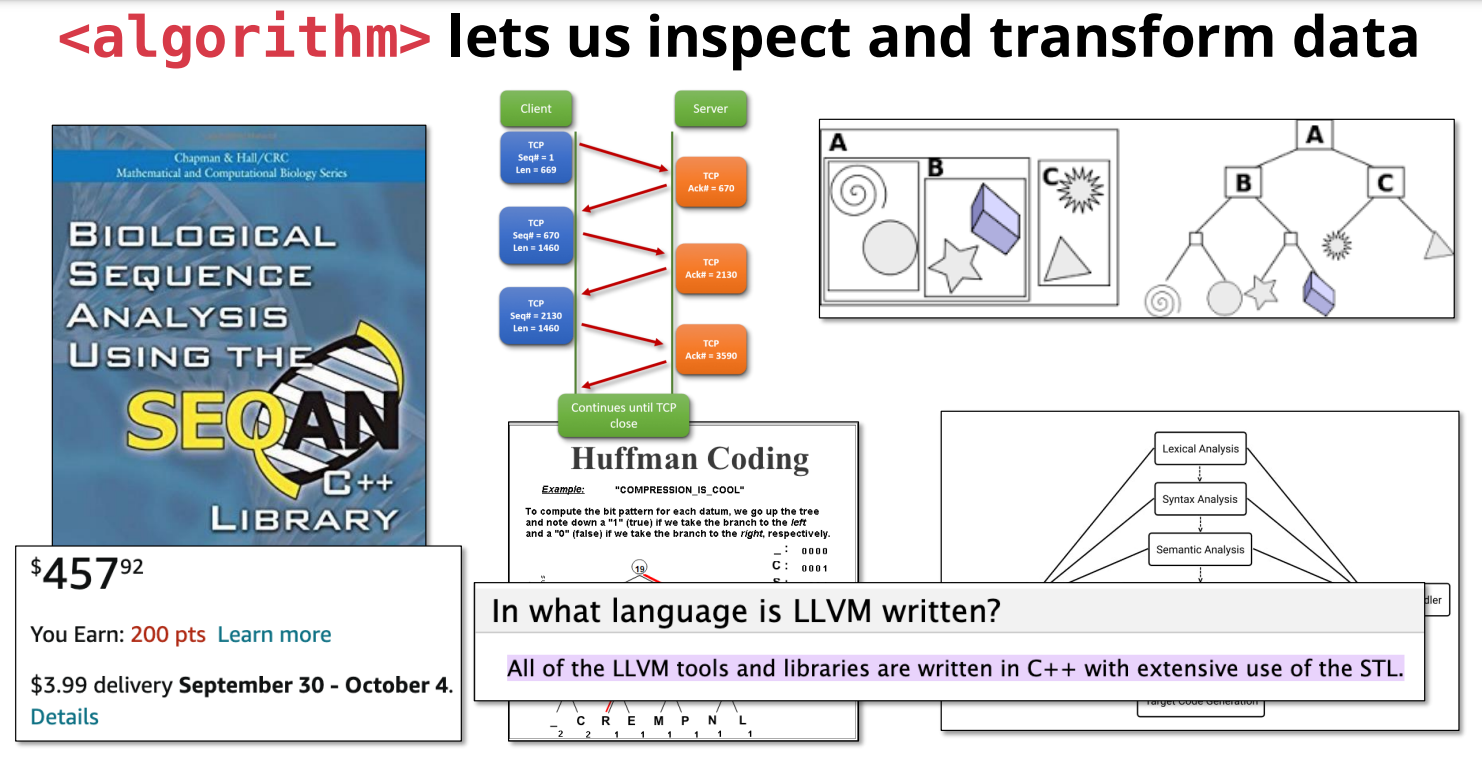 <algorithm> lets us inspect and transform data
Chapman & Hall/CRC
Mathematical and Computational Biology Series
BIOLOGICAL
SEQUENCE
ANALYSIS
USING THE
SEQAN
C++
LIBRARY
$457 92
You Earn: 200 pts Learn more
$3.99 delivery September 30 - October 4.
Details
Client
Server
TCP
Seq# = 1
Len = 669
TCP
Ack# = 670
TCP
Seq# = 670
Len = 1460
TCP
Ack# = 2130
TCP
Seq# = 2130
Len = 1460
TCP
Ack# = 3590
Continues until TCP
close
A
B
C
A
B
C
Huffman Coding
Example: "COMPRESSION_IS_COOL"
To compute the bit pattern for each datum, we go up the tree
and note down a "1" (true) if we take the branch to the left
and a "0" (false) if we take the branch to the right, respectively.
_ : 0000
C : 0001
19
_ C R E M P N L
2 2 1 1 1 1 1 1
Lexical Analysis
Syntax Analysis
Semantic Analysis
dler
In what language is LLVM written?
All of the LLVM tools and libraries are written in C++ with extensive use of the STL.
Target Code Generation